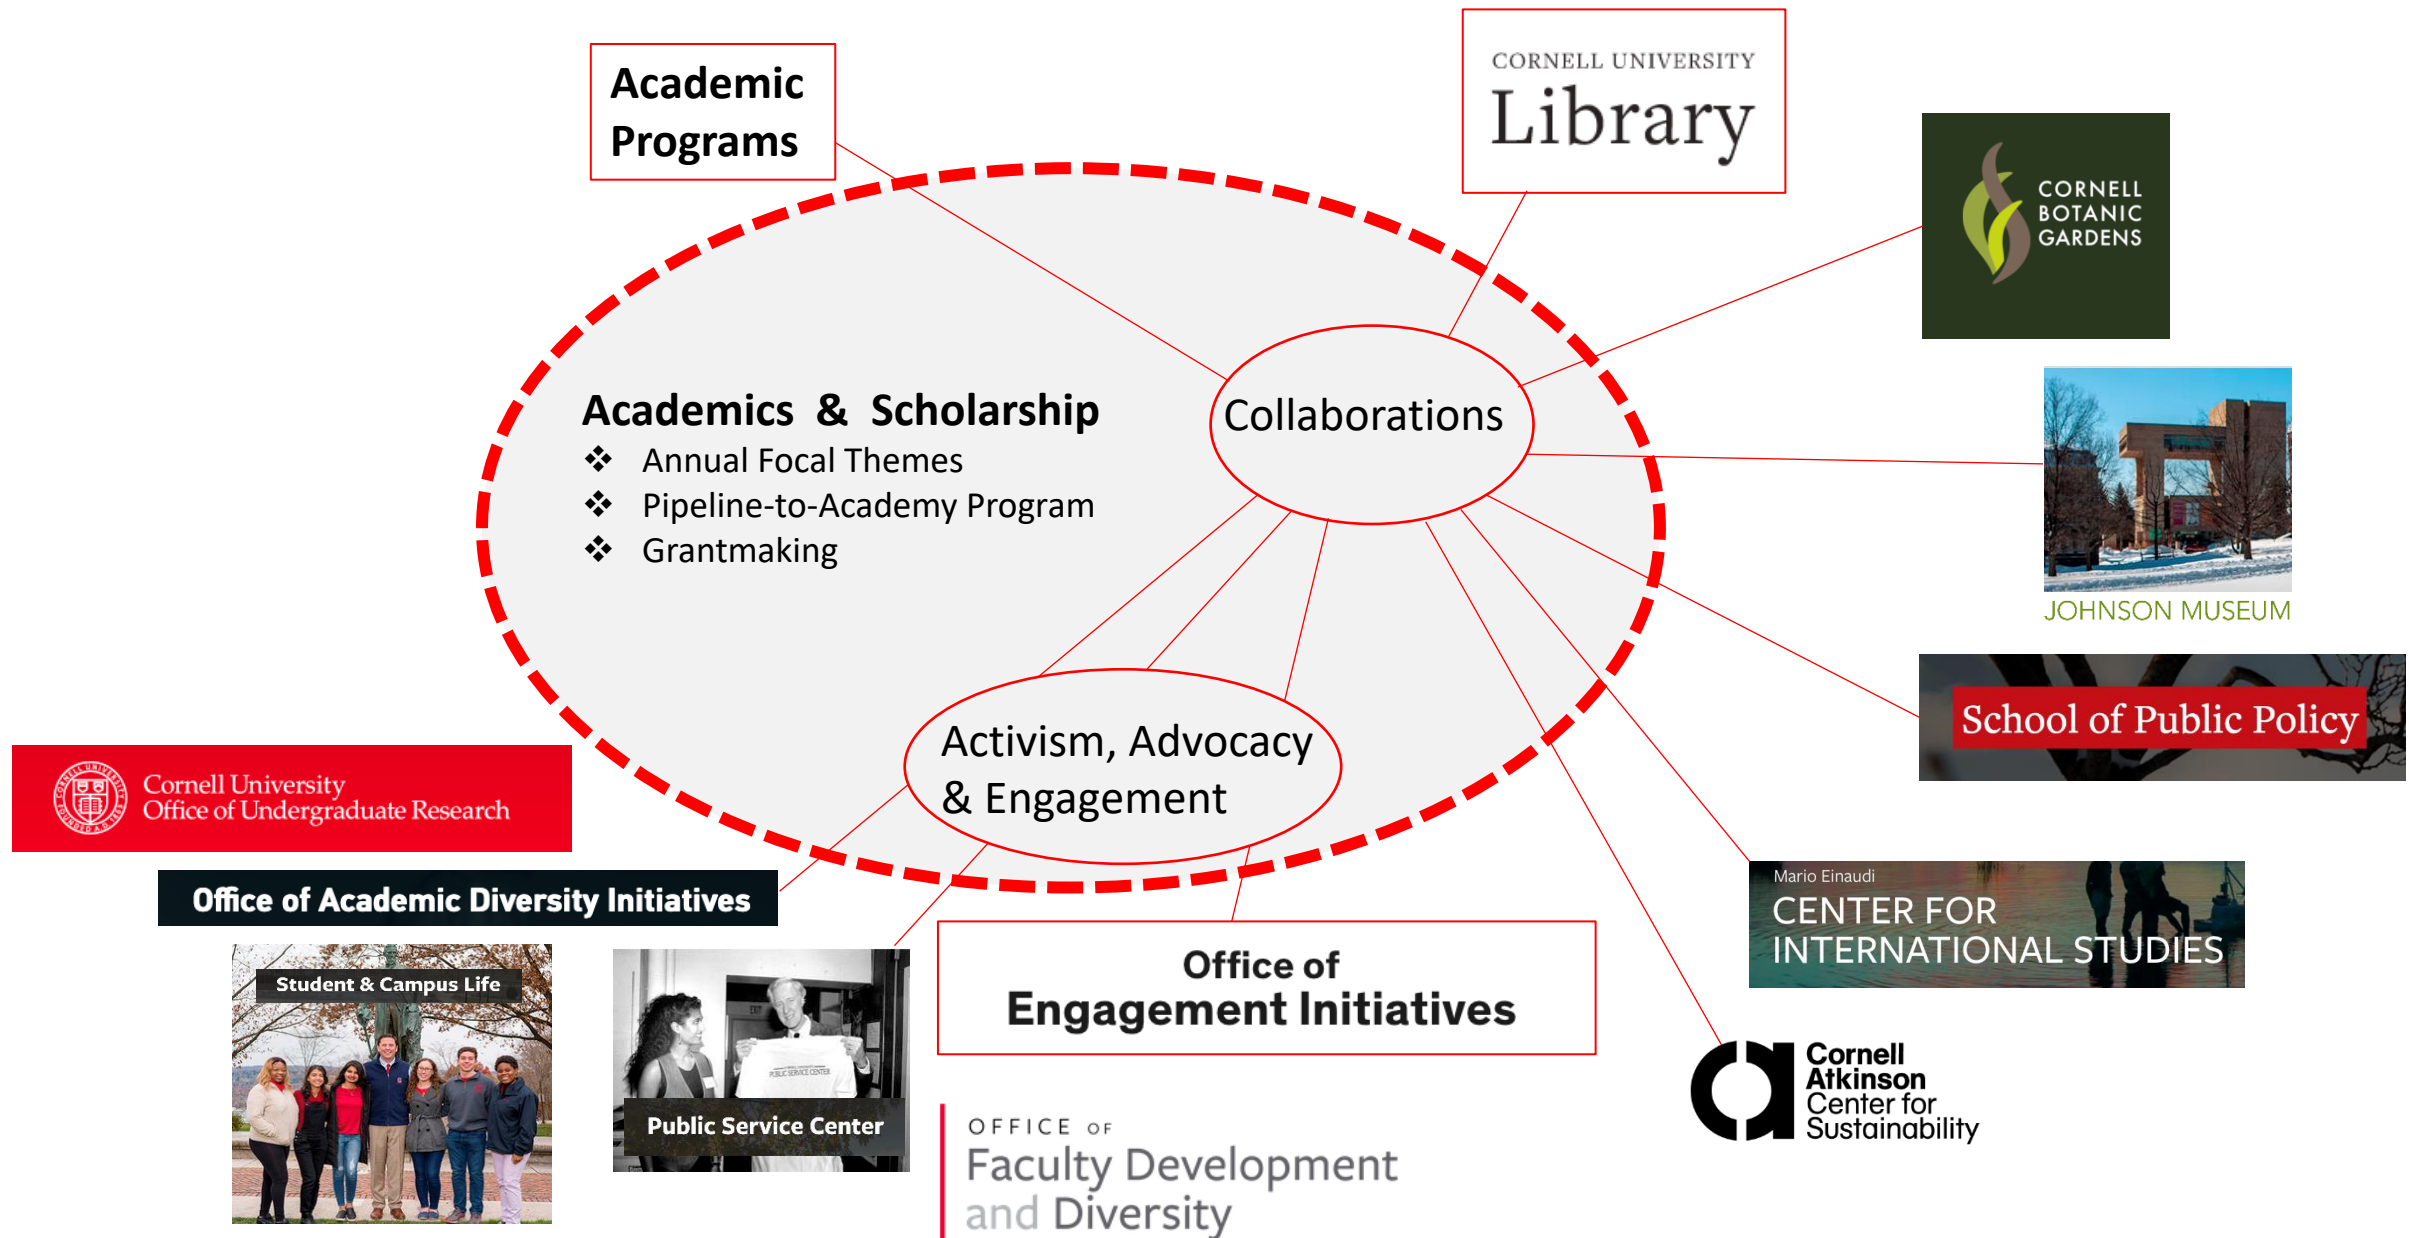 Academic
Programs
CORNELL UNIVERSITY
Library
CORNELL
BOTANIC
GARDENS
Academics & Scholarship
❖ Annual Focal Themes
❖ Pipeline-to-Academy Program
❖ Grantmaking
Collaborations
JOHNSON MUSEUM
School of Public Policy
Activism, Advocacy
& Engagement
Cornell University
Office of Undergraduate Research
Office of Academic Diversity Initiatives
Student & Campus Life
PUBLIC SERVICE CENTER
Public Service Center
Office of
Engagement Initiatives
OFFICE OF
Faculty Development
and Diversity
Mario Einaudi
CENTER FOR
INTERNATIONAL STUDIES
Cornell
Atkinson
Center for
Sustainability